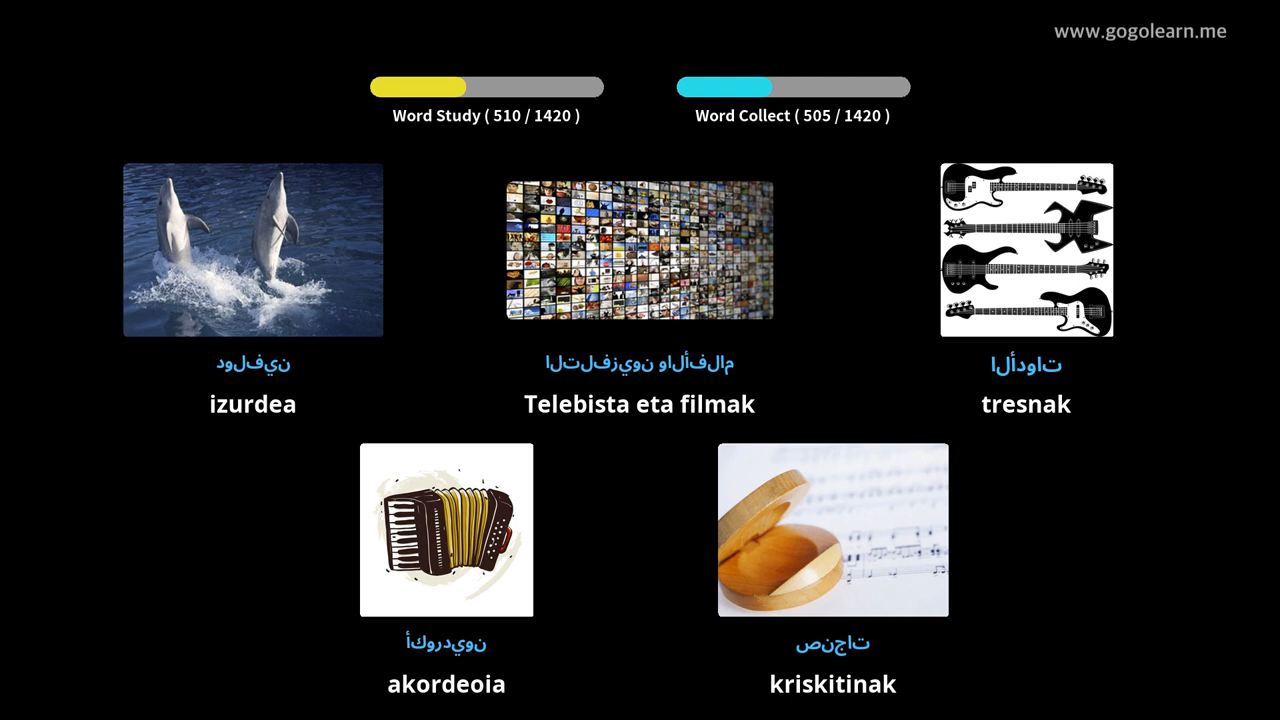 www.gogolearn.me
Word Study ( 510 / 1420 )
Word Collect ( 505 / 1420 )
دولفين
izurdea
التلفزيون والأفلام
Telebista eta filmak
الأدوات
tresnak
أكورديون
akordeoia
صنجات
kriskitinak